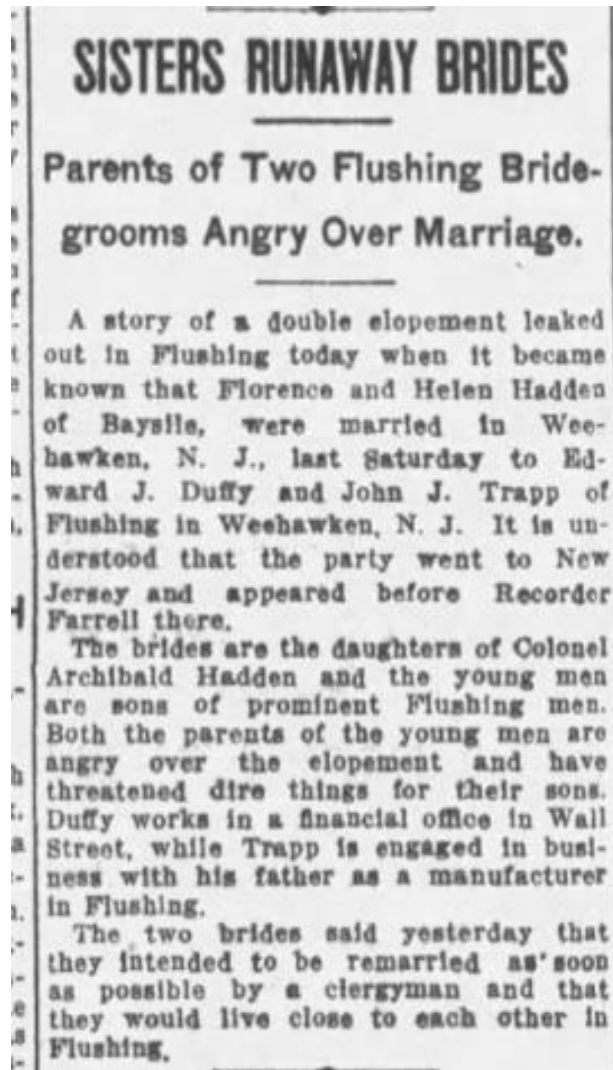 SISTERS RUNAWAY BRIDES
Parents of Two Flushing Bride-
grooms Angry Over Marriage.
A story of a double elopement leaked
out in Flushing today when it became
known that Florence and Helen Hadden
of Baysile, were married in Wee-
hawken, N. J., last Saturday to Ed-
ward J. Duffy and John J. Trapp of
Flushing in Weehawken, N. J. It is un-
derstood that the party went to New
Jersey and appeared before Recorder
Farrell there.
The brides are the daughters of Colonel
Archibald Hadden and the young men
are sons of prominent Flushing men.
Both the parents of the young men are
angry over the elopement and have
threatened dire things for their sons.
Duffy works in a financial office in Wall
Street, while Trapp is engaged in busi-
ness with his father as a manufacturer
in Flushing.
The two brides said yesterday that
they intended to be remarried as soon
as possible by a clergyman and that
they would live close to each other in
Flushing.